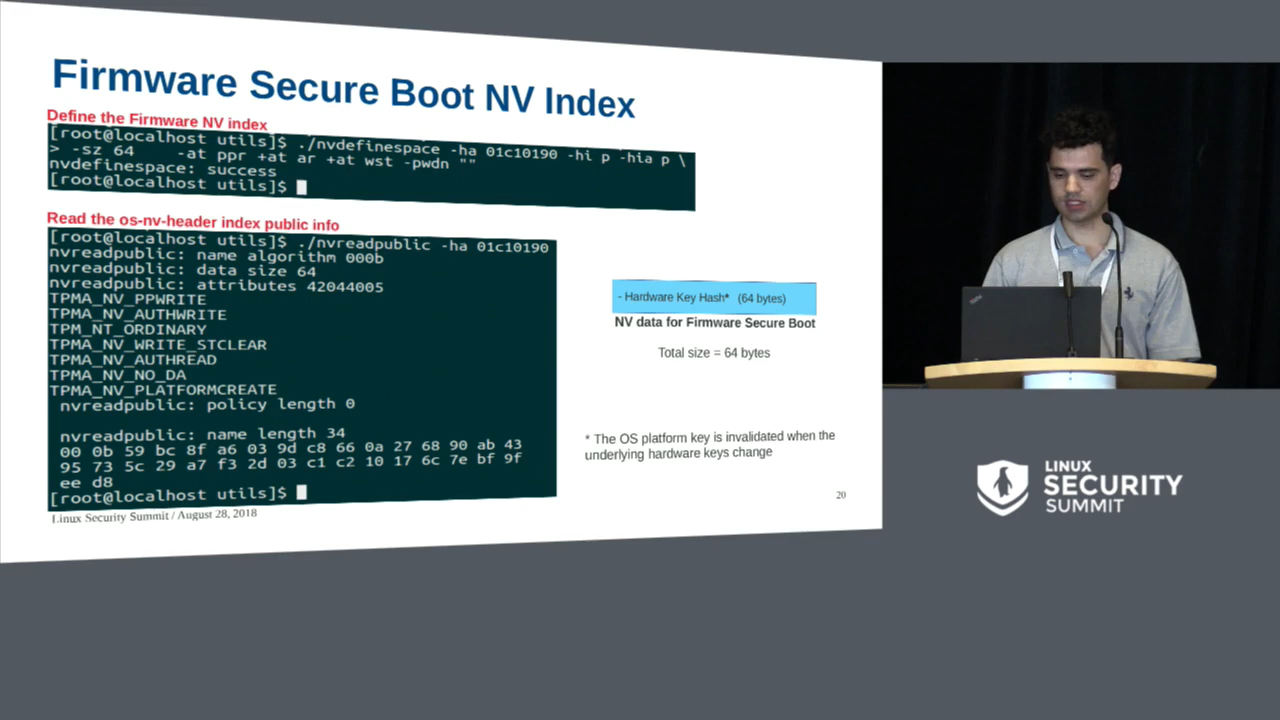 Firmware Secure Boot NV Index
Define the Firmware NV index
[root@localhost utils]$ ./nvdefinespace -ha 01c10190 -hi p -hia p \
> -sz 64 -at ppr +at ar +at wst -pwdn ""
nvdefinespace: success
[root@localhost utils]$
Read the os-nv-header index public info
[root@localhost utils]$ ./nvreadpublic -ha 01c10190
nvreadpublic: name algorithm 000b
nvreadpublic: data size 64
nvreadpublic: attributes 42044005
TPMA_NV_PPWRITE
TPMA_NV_AUTHWRITE
TPM_NT_ORDINARY
TPMA_NV_WRITE_STCLEAR
TPMA_NV_AUTHREAD
TPMA_NV_NO_DA
TPMA_NV_PLATFORMCREATE
nvreadpublic: policy length 0
nvreadpublic: name length 34
00 0b 59 bc 8f a6 03 9d c8 66 0a 27 68 90 ab 43
95 73 5c 29 a7 f3 2d 03 c1 c2 10 17 6c 7e bf 9f
ee d8
[root@localhost utils]$
- Hardware Key Hash* (64 bytes)
NV data for Firmware Secure Boot
Total size = 64 bytes
* The OS platform key is invalidated when the
underlying hardware keys change
20
Linux Security Summit / August 28, 2018
LINUX
SECURITY
SUMMIT